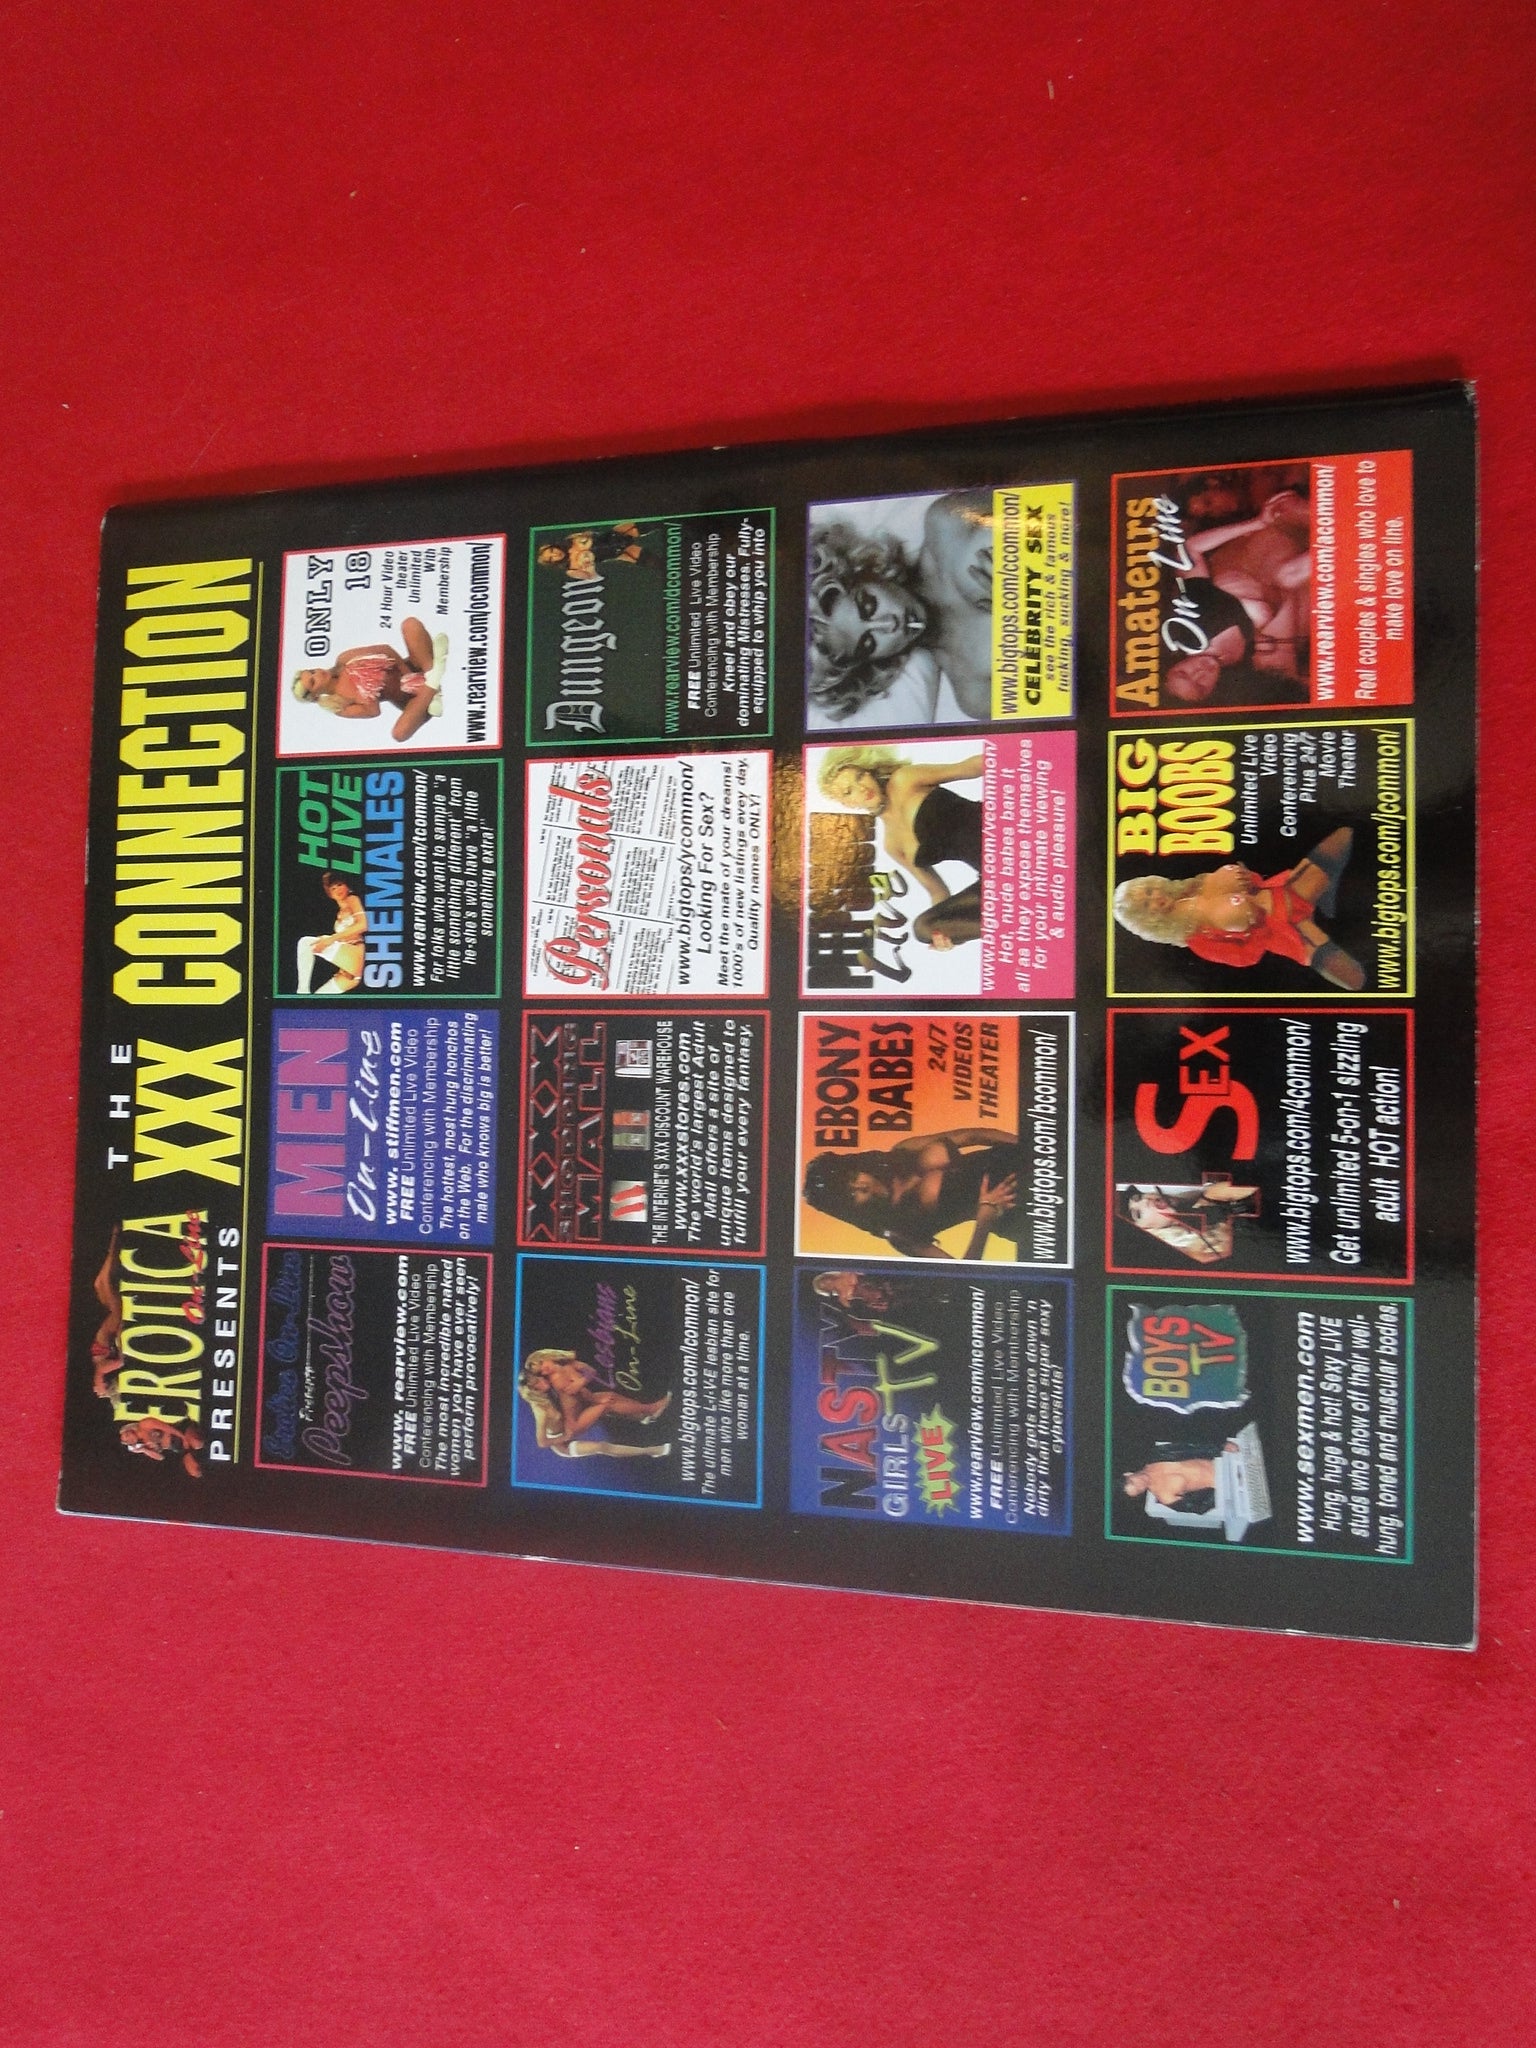 THE
EROTICA XXX CONNECTION
On-Line
PRESENTS
Erotica On-Line
Presents
Peepshow
www. rearview.com
FREE Unlimited Live Video
Conferencing with Membership
The most incredible naked
women you have ever seen
perform provocatively!
MEN
On-Line
www. stiffmen.com
FREE Unlimited Live Video
Conferencing with Membership
The hottest, most hung honchos
on the Web. For the discriminating
male who knows big is better!
HOT
LIVE
SHEMALES
www.rearview.com/tcommon/
For folks who want to sample "a
little something different" from
he-she's who have "a little
something extra"
ONLY
18
24 Hour Video
theater
Unlimited
With
Membership
www.rearview.com/ocommon/
Lesbians
On-Line
www.bigtops.com/lcommon/
The ultimate L-I-V-E lesbian site for
men who like more than one
woman at a time.
XXX
SHOPPING
MALL
THE INTERNET'S XXX DISCOUNT WAREHOUSE
www.xxxstores.com
The world's largest Adult
Mall offers a site of
unique items designed to
fulfill your every fantasy.
Personals
www.bigtops/ycommon/
Looking For Sex?
Meet the mate of your dreams!
1000's of new listings every day.
Quality names ONLY!
Dungeon
www.rearview.com/dcommon/
FREE Unlimited Live Video
Conferencing with Membership
Kneel and obey our
dominating Mistresses. Fully-
equipped to whip you into
NASTY
GIRLS TV
LIVE
www.rearview.com/ncommon/
FREE Unlimited Live Video
Conferencing with Membership
Nobody gets more down 'n
dirty than these super sexy
cybersluts!
EBONY
BABES
24/7
VIDEOS
THEATER
www.bigtops.com/bcommon/
Live
www.bigtops.com/vcommon/
Hot, nude babes bare it
all as they expose themselves
for your intimate viewing
& audio pleasure!
www.bigtops.com/ccommon/
CELEBRITY SEX
see the rich & famous
fucking, sucking & more!
BOYS
TV
www.sexmen.com
Hung, huge & hot! Sexy LIVE
studs who show off their well-
hung, toned and muscular bodies.
4 SEX
www.bigtops.com/4common/
Get unlimited 5-on-1 sizzling
adult HOT action!
BIG
BOOBS
Unlimited Live
Video
Conferencing
Plus 24/7
Movie
Theater
www.bigtops.com/jcommon/
Amateurs
On-Line
www.rearview.com/acommon/
Real couples & singles who love to
make love on line.